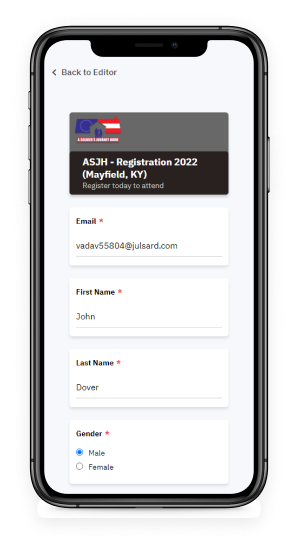 Back to Editor
A SOLDIER'S JOURNEY HOME
ASJH - Registration 2022
(Mayfield, KY)
Register today to attend
Email *
vadav55804@julsard.com
First Name *
John
Last Name *
Dover
Gender *
Male
Female